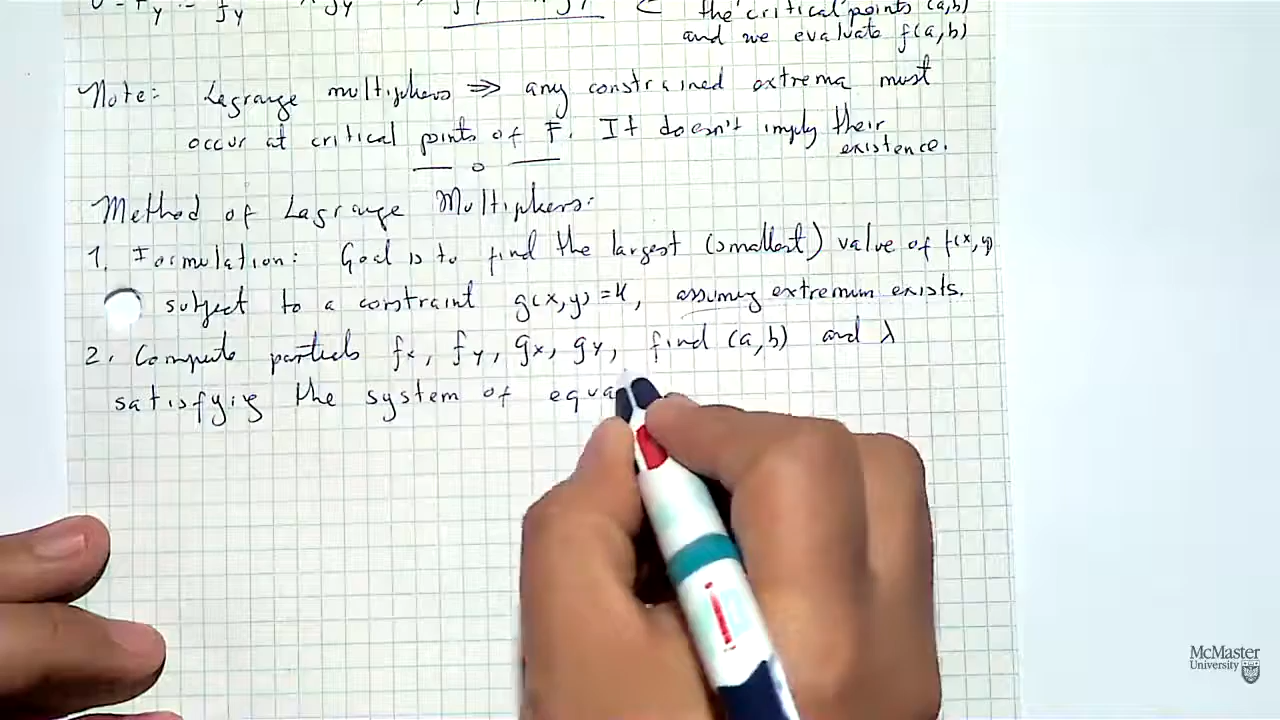 the critical points (a,b)
and we evaluate f(a,b)
Note: Lagrange multipliers ⇒ any constrained extrema must
occur at critical points of F. It doesn't imply their
existence.
Method of Lagrange Multipliers:
1. Formulation: Goal is to find the largest (smallest) value of f(x,y)
subject to a constraint g(x,y)=K, assuming extremum exists.
2. Compute partials fx, fy, gx, gy, find (a,b) and λ
satisfying the system of equa
McMaster
University